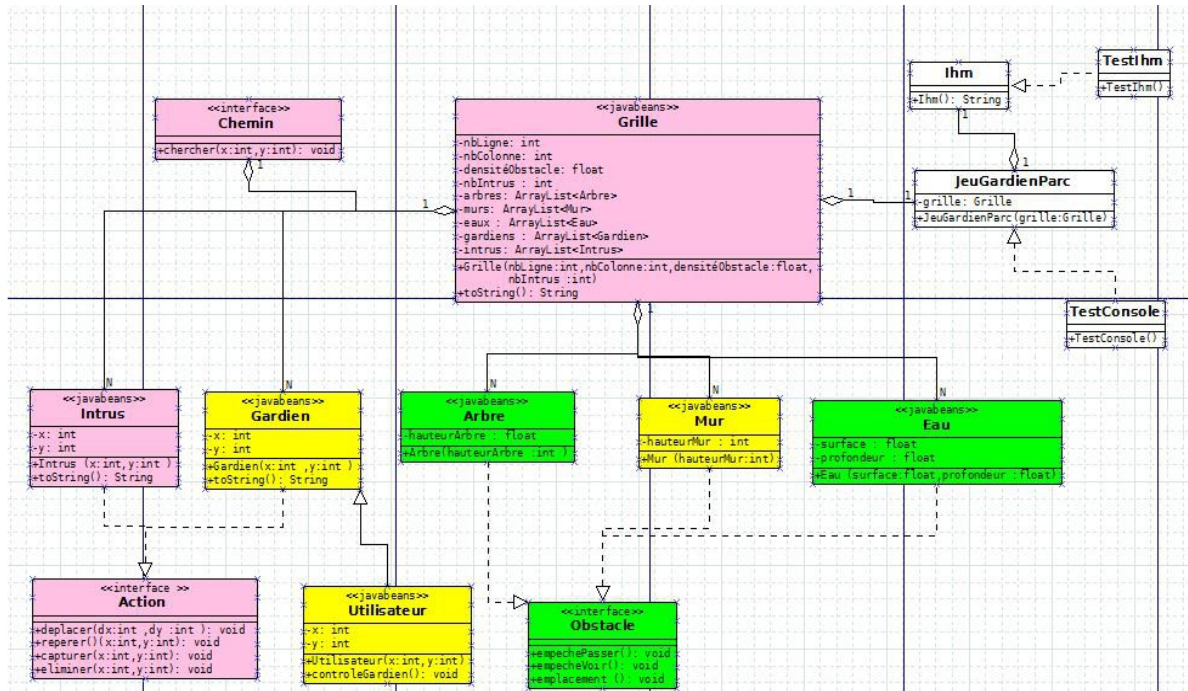 <<interface>>
Chemin
+chercher(x:int,y:int): void
1
<<javabeans>>
Grille
-nbLigne: int
-nbColonne: int
-densitéObstacle: float
-nbIntrus : int
-arbres: ArrayList<Arbre>
-murs: ArrayList<Mur>
-eaux : ArrayList<Eau>
-gardiens : ArrayList<Gardien>
-intrus: ArrayList<Intrus>
+Grille(nbLigne:int,nbColonne:int,densitéObstacle:float,
nbIntrus :int)
+toString(): String
1
1
1
1
Ihm
+Ihm(): String
1
TestIhm
+TestIhm()
1
JeuGardienParc
-grille: Grille
+JeuGardienParc(grille:Grille)
TestConsole
+TestConsole()
N
<<javabeans>>
Intrus
-x: int
-y: int
+Intrus (x:int,y:int )
+toString(): String
N
<<javabeans>>
Gardien
-x: int
-y: int
+Gardien(x:int ,y:int )
+toString(): String
N
<<javabeans>>
Arbre
-hauteurArbre : float
+Arbre(hauteurArbre :int )
N
<<javabeans>>
Mur
-hauteurMur : int
+Mur (hauteurMur:int)
N
<<javabeans>>
Eau
-surface : float
-profondeur : float
+Eau (surface:float,profondeur :float)
<<interface >>
Action
+deplacer(dx:int ,dy :int ): void
+reperer()(x:int,y:int): void
+capturer(x:int,y:int): void
+eliminer(x:int,y:int): void
<<javabeans>>
Utilisateur
-x: int
-y: int
+Utilisateur(x:int,y:int)
+controleGardien(): void
<<interface>>
Obstacle
+empechePasser(): void
+empecheVoir(): void
+emplacement (): void